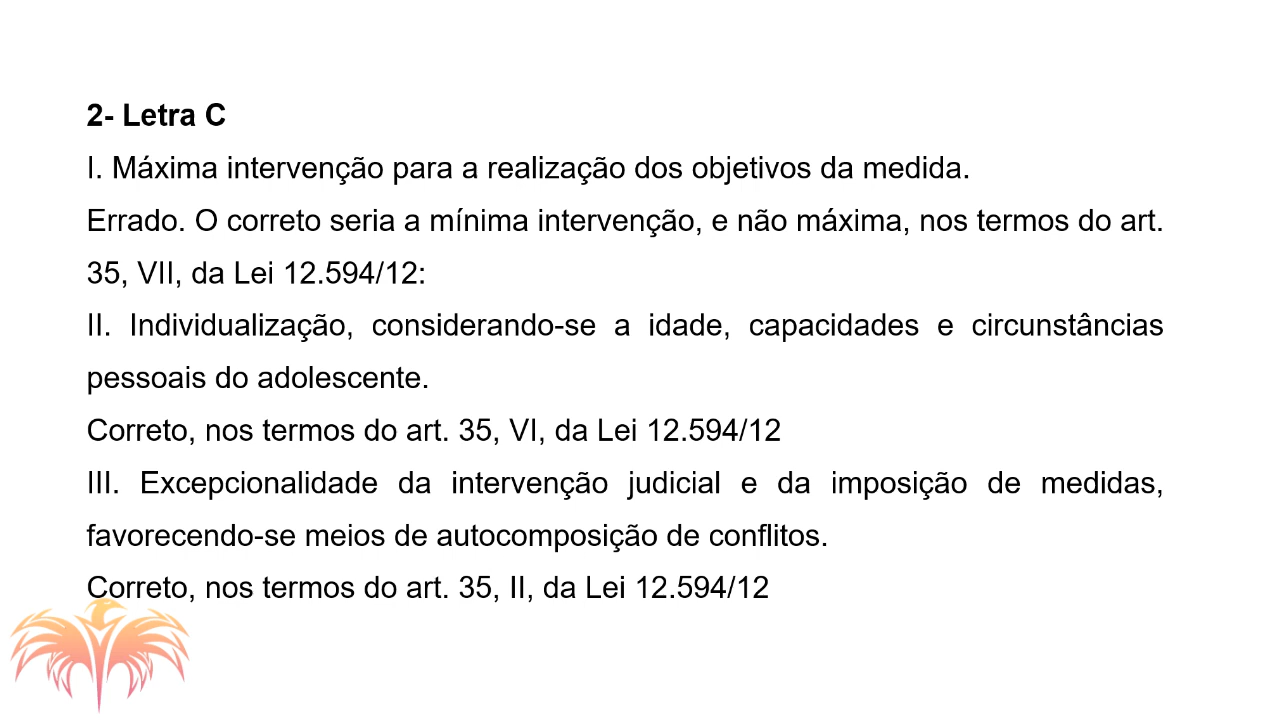 2- Letra C
I. Máxima intervenção para a realização dos objetivos da medida.
Errado. O correto seria a mínima intervenção, e não máxima, nos termos do art.
35, VII, da Lei 12.594/12:
II. Individualização, considerando-se a idade, capacidades e circunstâncias
pessoais do adolescente.
Correto, nos termos do art. 35, VI, da Lei 12.594/12
III. Excepcionalidade da intervenção judicial e da imposição de medidas,
favorecendo-se meios de autocomposição de conflitos.
Correto, nos termos do art. 35, II, da Lei 12.594/12